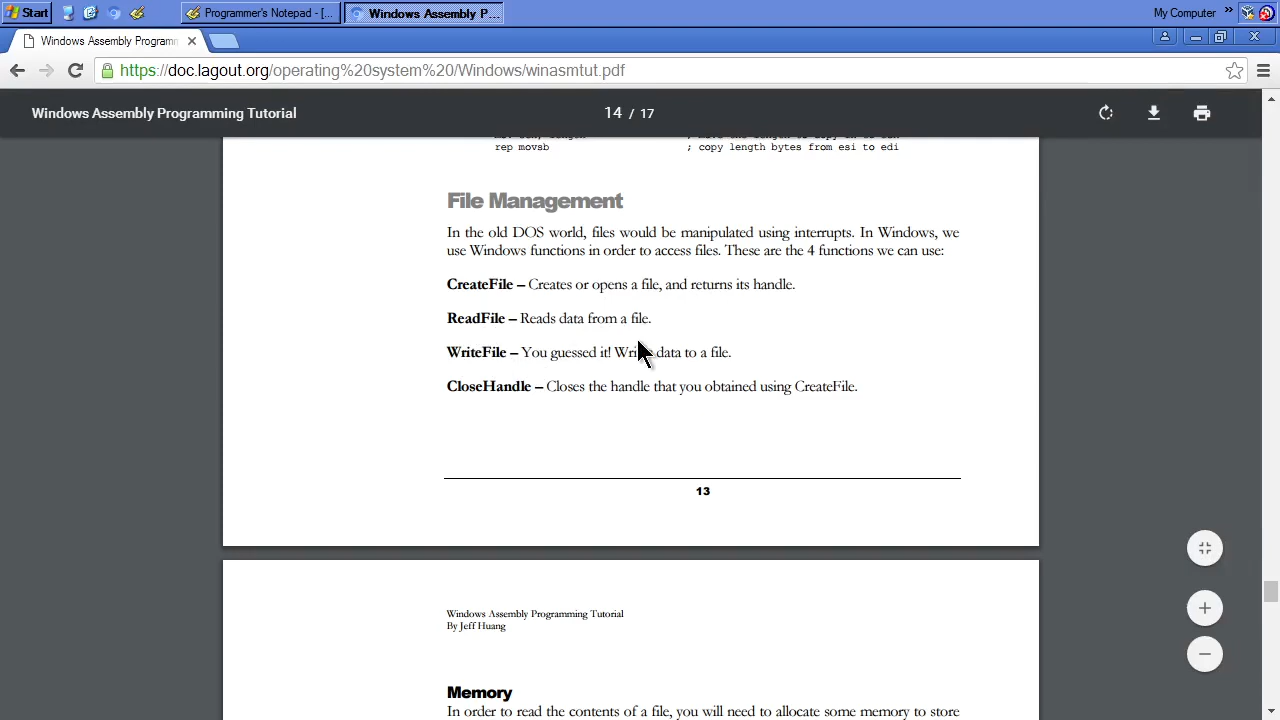 Start
Programmer's Notepad - [...
Windows Assembly P...
My Computer
»
Windows Assembly Programm
https://doc.lagout.org/operating%20system%20/Windows/winasmtut.pdf
Windows Assembly Programming Tutorial
14 / 17
rep movsb ; copy length bytes from esi to edi
File Management
In the old DOS world, files would be manipulated using interrupts. In Windows, we
use Windows functions in order to access files. These are the 4 functions we can use:
CreateFile – Creates or opens a file, and returns its handle.
ReadFile – Reads data from a file.
WriteFile – You guessed it! Writes data to a file.
CloseHandle – Closes the handle that you obtained using CreateFile.
13
Windows Assembly Programming Tutorial
By Jeff Huang
Memory
In order to read the contents of a file, you will need to allocate some memory to store